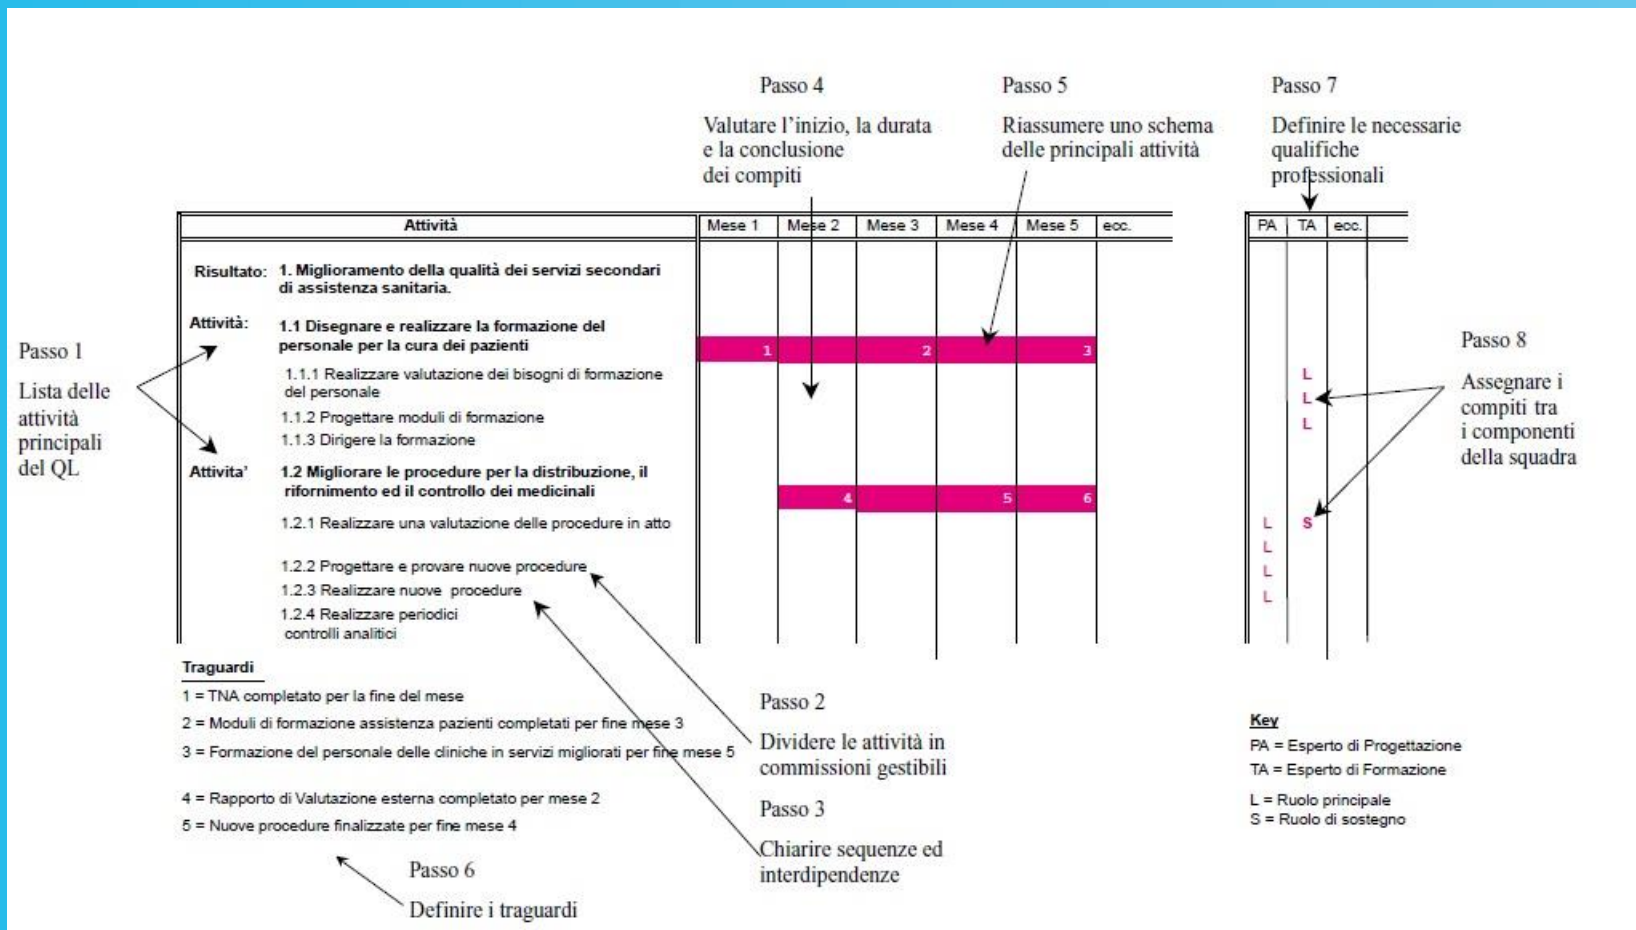 Passo 4
Valutare l'inizio, la durata
e la conclusione
dei compiti
Passo 5
Riassumere uno schema
delle principali attività
Passo 7
Definire le necessarie
qualifiche
professionali
Attività
Mese 1
Mese 2
Mese 3
Mese 4
Mese 5
ecc.
PA
TA
ecc.
Risultato: 1. Miglioramento della qualità dei servizi secondari
di assistenza sanitaria.
Attività: 1.1 Disegnare e realizzare la formazione del
personale per la cura dei pazienti
1 2 3
1.1.1 Realizzare valutazione dei bisogni di formazione
del personale
L
1.1.2 Progettare moduli di formazione
L
1.1.3 Dirigere la formazione
L
Attivita' 1.2 Migliorare le procedure per la distribuzione, il
rifornimento ed il controllo dei medicinali
4 5 6
1.2.1 Realizzare una valutazione delle procedure in atto
L S
1.2.2 Progettare e provare nuove procedure
L
1.2.3 Realizzare nuove procedure
L
1.2.4 Realizzare periodici
controlli analitici
L
Passo 1
Lista delle
attività
principali
del QL
Passo 8
Assegnare i
compiti tra
i componenti
della squadra
Traguardi
1 = TNA completato per la fine del mese
2 = Moduli di formazione assistenza pazienti completati per fine mese 3
3 = Formazione del personale delle cliniche in servizi migliorati per fine mese 5
4 = Rapporto di Valutazione esterna completato per mese 2
5 = Nuove procedure finalizzate per fine mese 4
Passo 6
Definire i traguardi
Passo 2
Dividere le attività in
commissioni gestibili
Passo 3
Chiarire sequenze ed
interdipendenze
Key
PA = Esperto di Progettazione
TA = Esperto di Formazione
L = Ruolo principale
S = Ruolo di sostegno